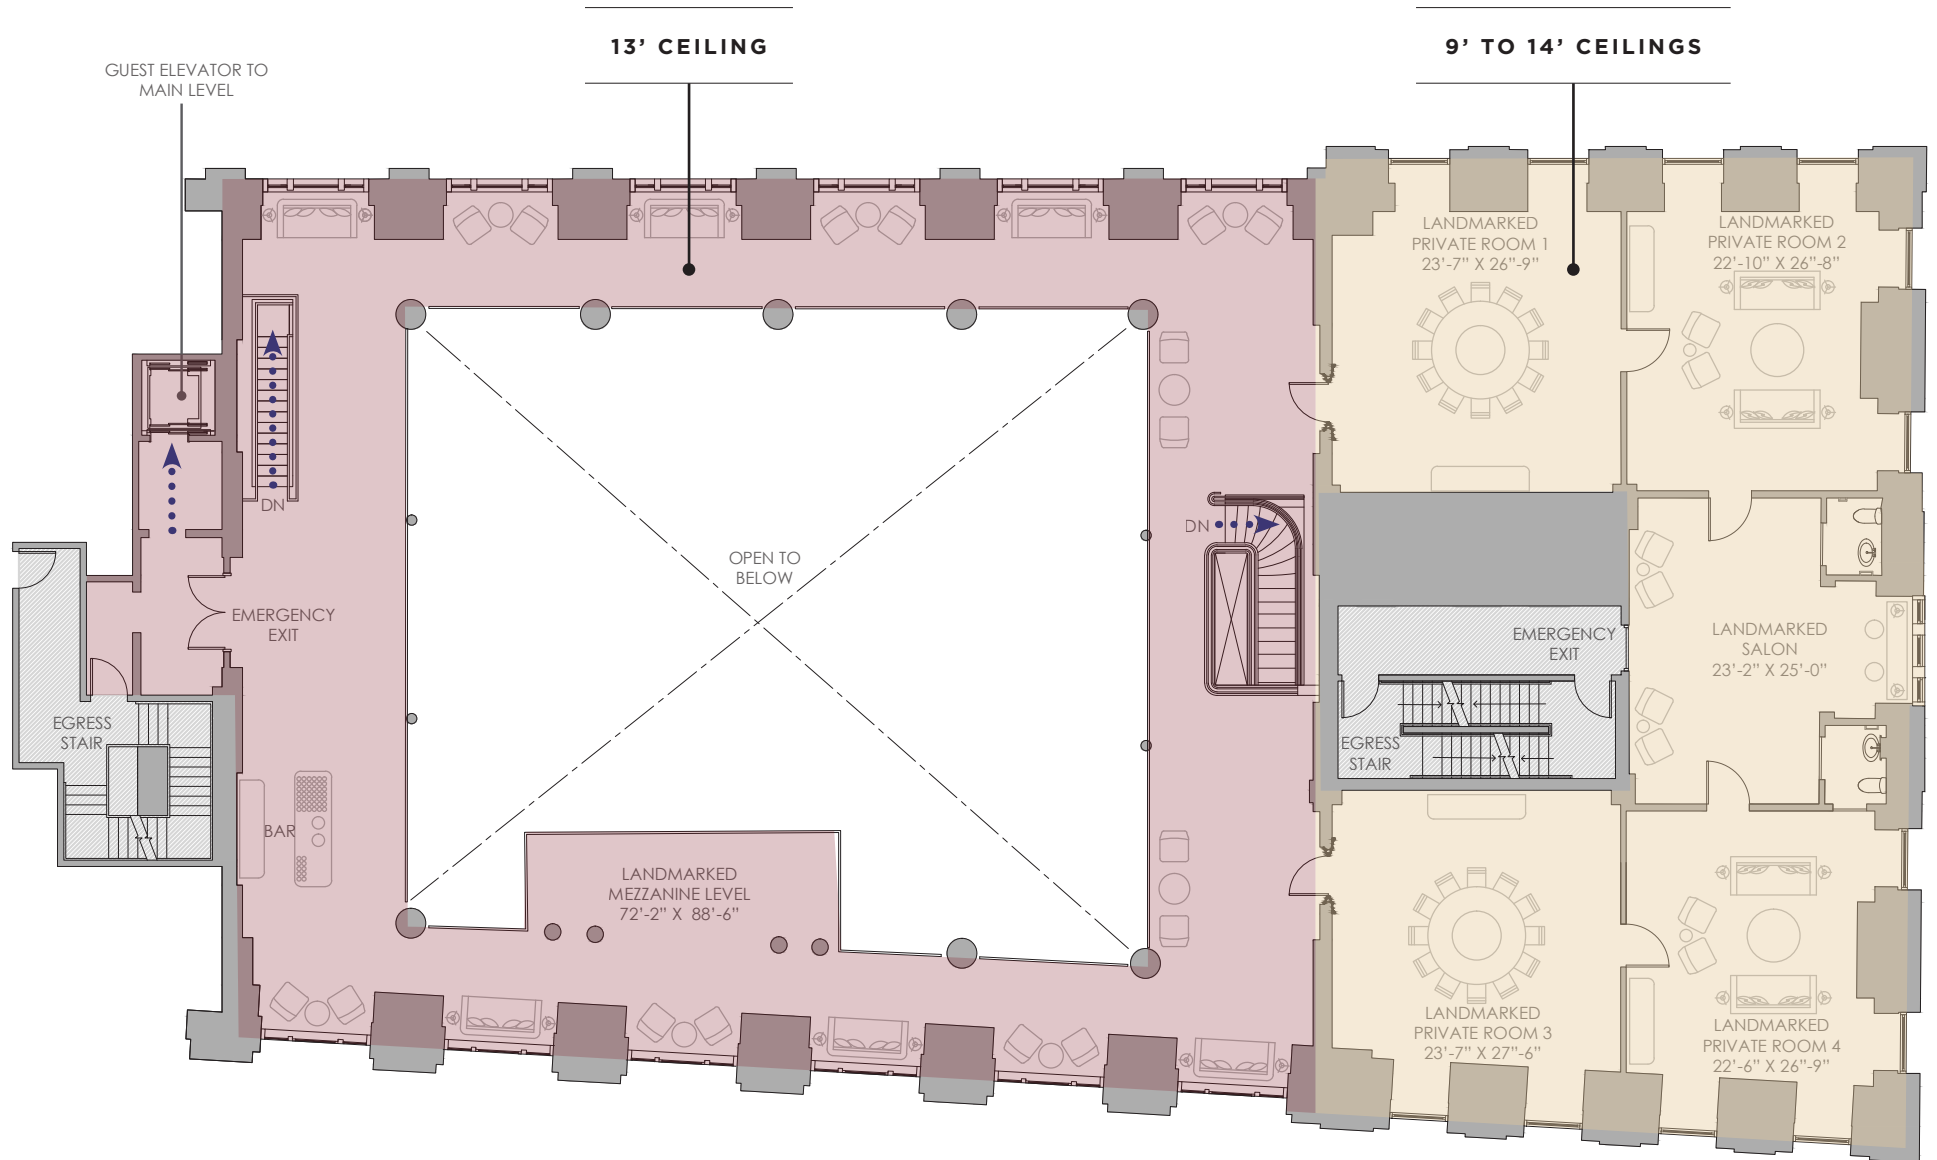 13’ CEILING
9’ TO 14’ CEILINGS
GUEST ELEVATOR TO
MAIN LEVEL
LANDMARKED
PRIVATE ROOM 1
23’-7” X 26”-9”
LANDMARKED
PRIVATE ROOM 2
22’-10” X 26”-8”
DN
DN
OPEN TO
BELOW
EMERGENCY
EXIT
EMERGENCY
EXIT
LANDMARKED
SALON
23’-2” X 25’-0”
EGRESS
STAIR
EGRESS
STAIR
BAR
LANDMARKED
MEZZANINE LEVEL
72’-2” X 88’-6”
LANDMARKED
PRIVATE ROOM 3
23’-7” X 27”-6”
LANDMARKED
PRIVATE ROOM 4
22’-6” X 26”-9”